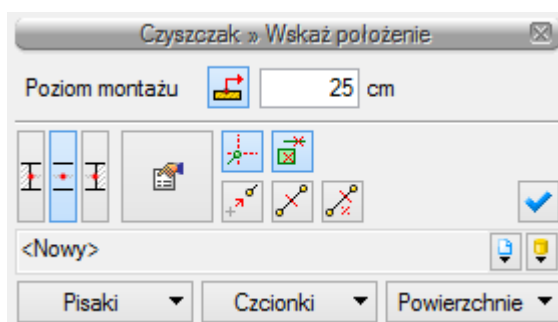 Czyszczak » Wskaż położenie
Poziom montażu 25 cm
<Nowy>
Pisaki Czcionki Powierzchnie